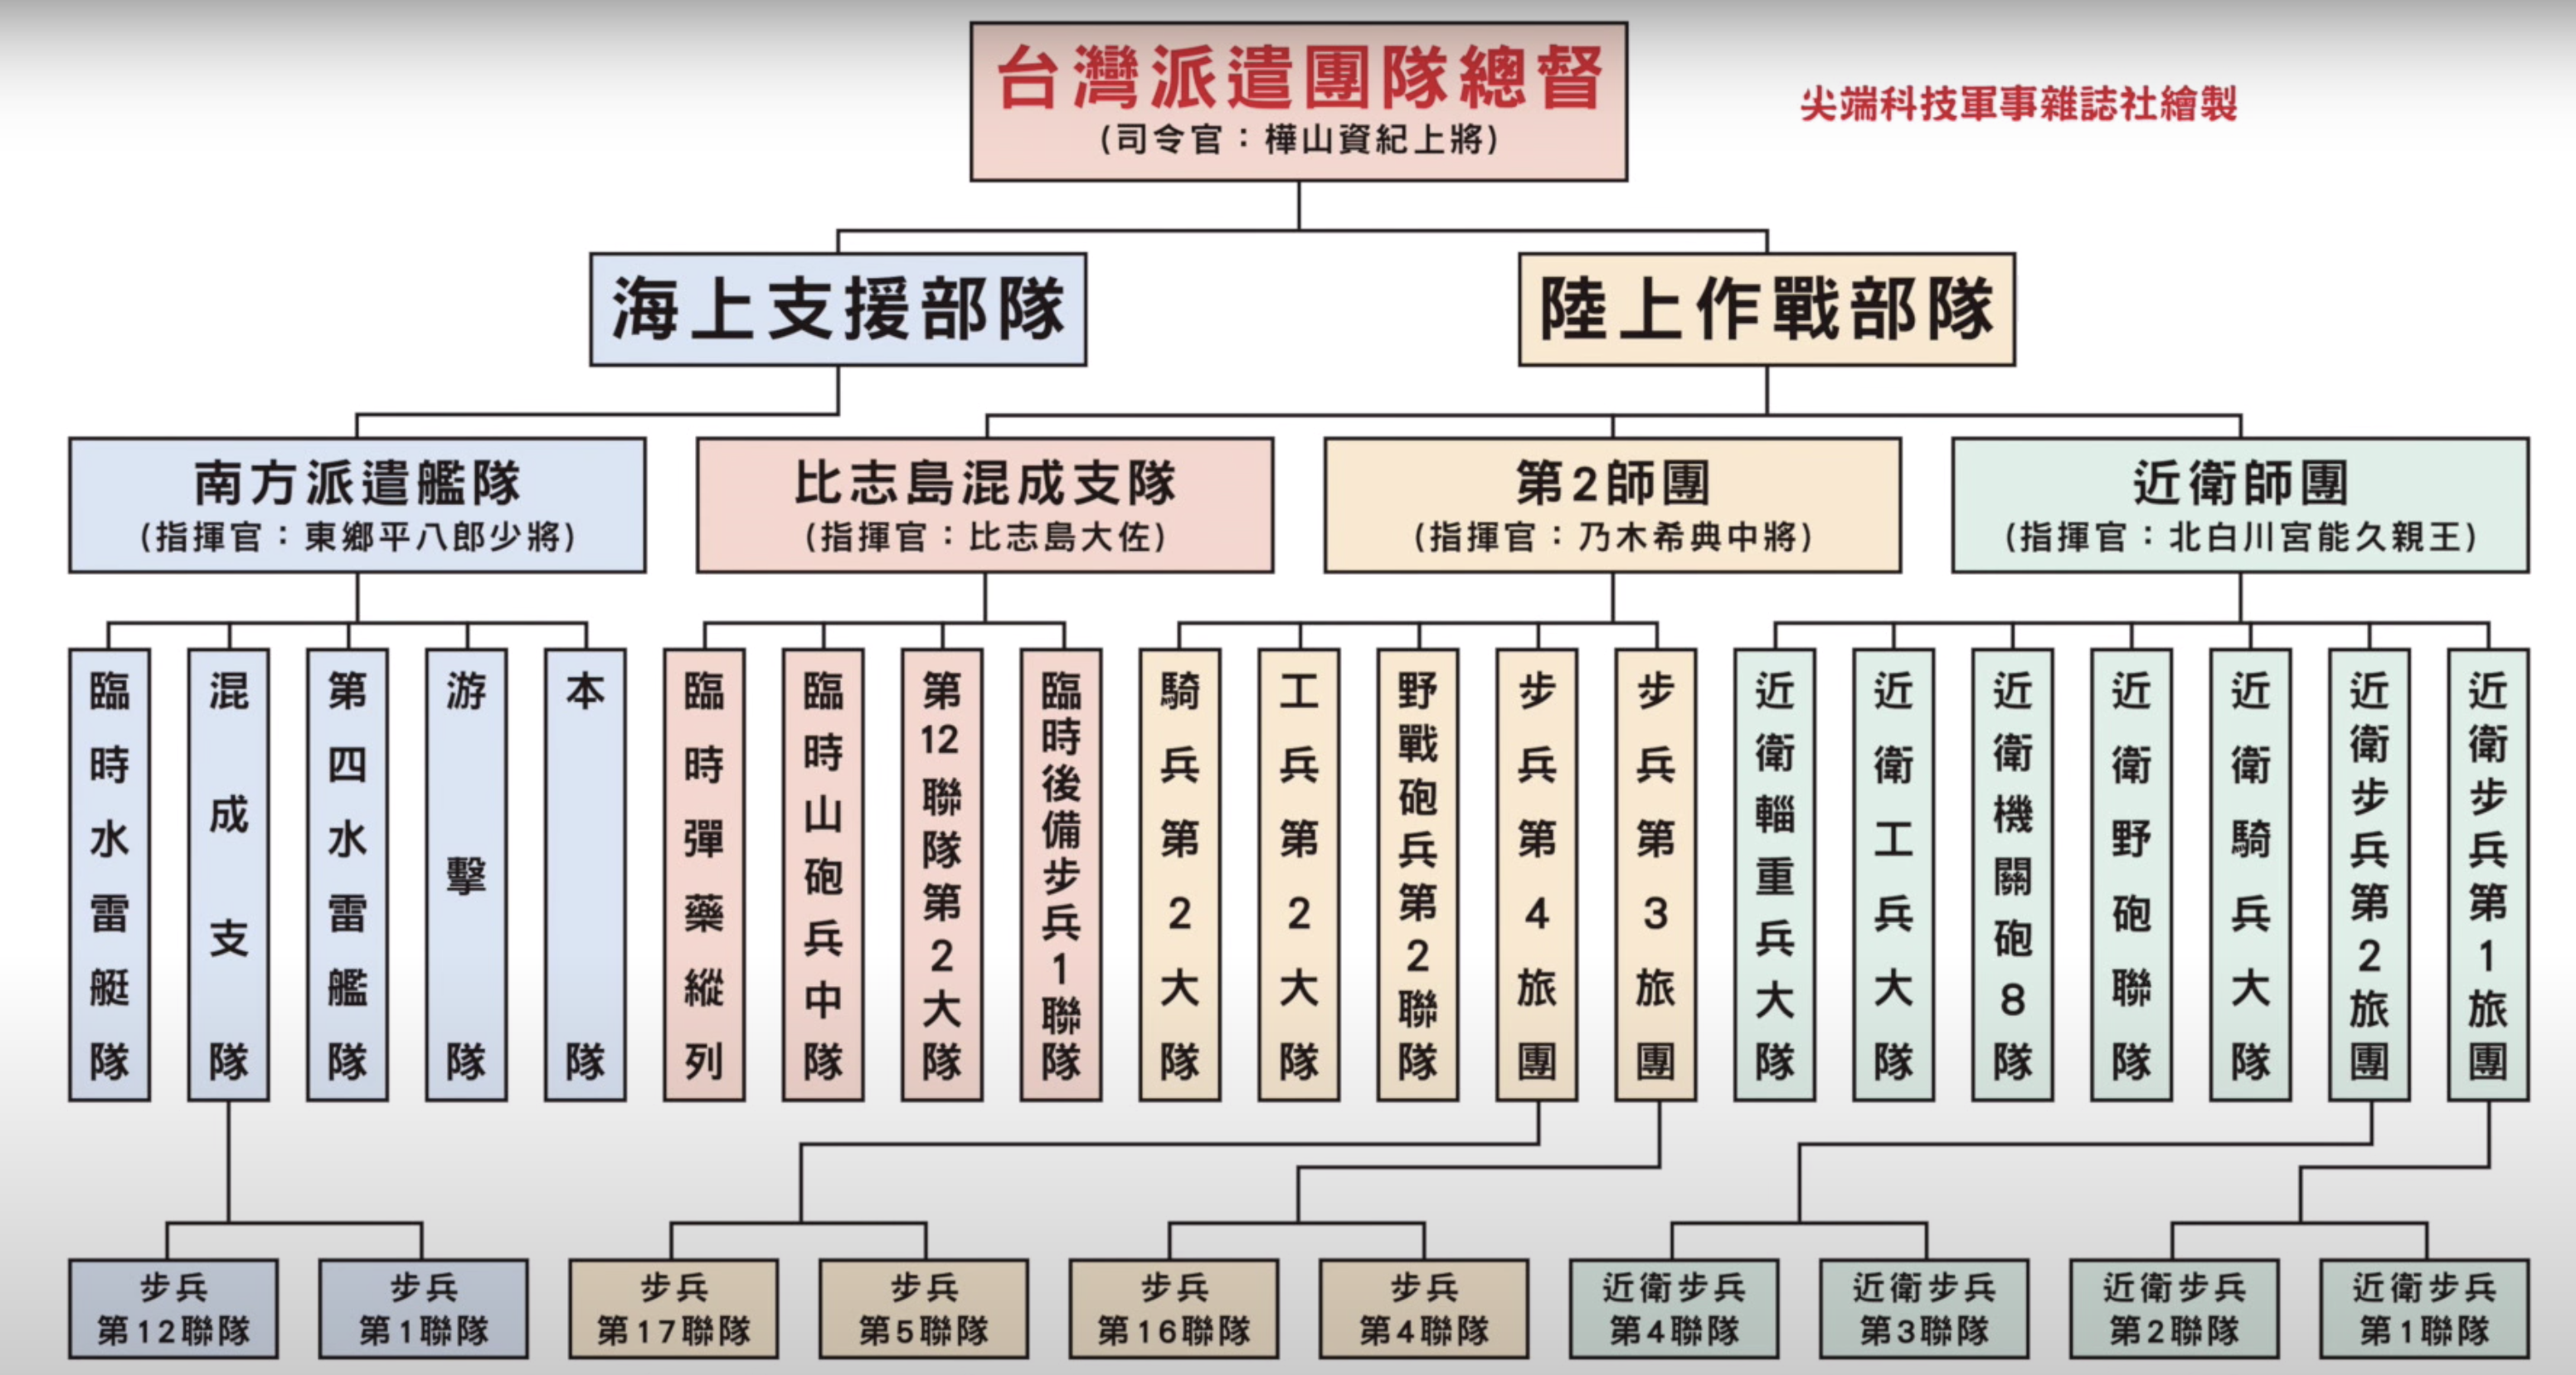 台灣派遣團隊總督
(司令官：樺山資紀上將)
尖端科技軍事雜誌社繪製
海上支援部隊
陸上作戰部隊
南方派遣艦隊
(指揮官：東鄉平八郎少將)
比志島混成支隊
(指揮官：比志島大佐)
第2師團
(指揮官：乃木希典中將)
近衛師團
(指揮官：北白川宮能久親王)
臨時水雷艇隊
混成支隊
第四水雷艦隊
游擊隊
本隊
臨時彈藥縱列
臨時山砲兵中隊
第12聯隊第2大隊
臨時後備步兵1聯隊
騎兵第2大隊
工兵第2大隊
野戰砲兵第2聯隊
步兵第4旅團
步兵第3旅團
近衛輜重兵大隊
近衛工兵大隊
近衛機關砲8隊
近衛野砲聯隊
近衛騎兵大隊
近衛步兵第2旅團
近衛步兵第1旅團
步兵
第12聯隊
步兵
第1聯隊
步兵
第17聯隊
步兵
第5聯隊
步兵
第16聯隊
步兵
第4聯隊
近衛步兵
第4聯隊
近衛步兵
第3聯隊
近衛步兵
第2聯隊
近衛步兵
第1聯隊